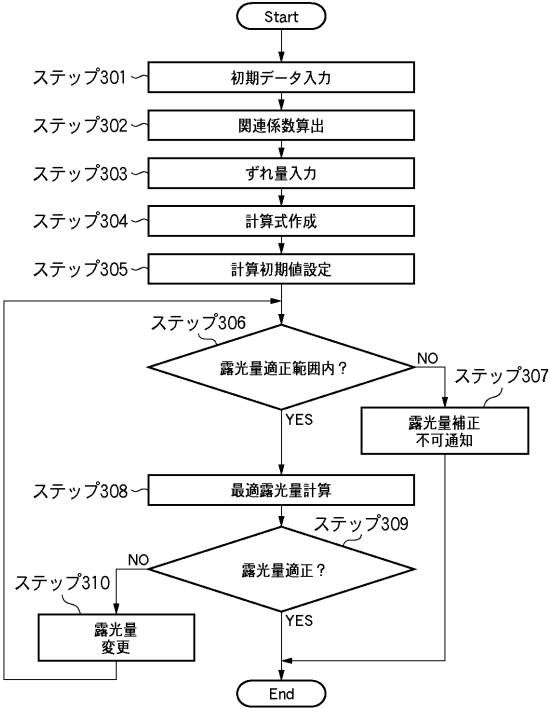 Start
ステップ301
初期データ入力
ステップ302
関連係数算出
ステップ303
ずれ量入力
ステップ304
計算式作成
ステップ305
計算初期値設定
ステップ306
露光量適正範囲内？
NO
YES
ステップ307
露光量補正
不可通知
ステップ308
最適露光量計算
ステップ309
露光量適正？
NO
YES
ステップ310
露光量
変更
End